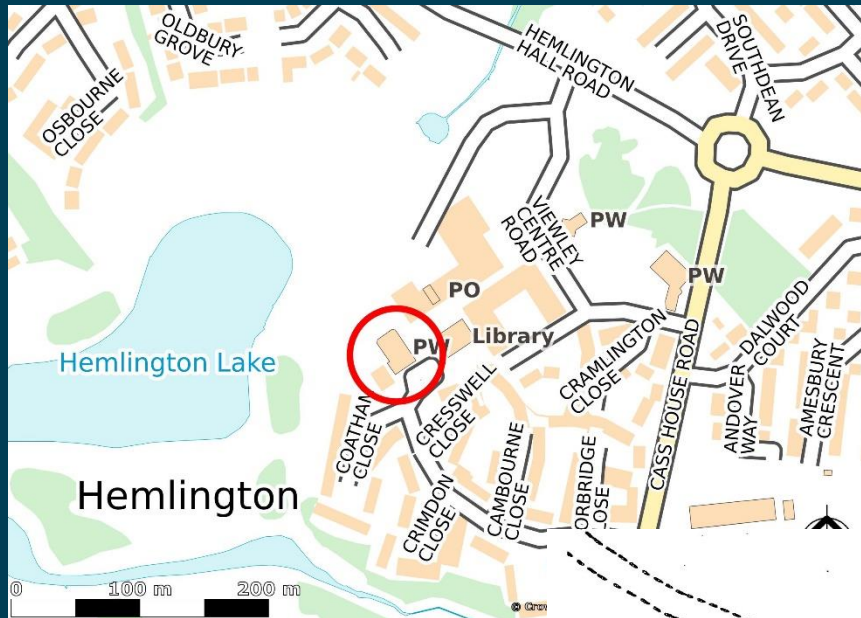 OLDBURY
GROVE
OSBOURNE
CLOSE
HEMLINGTON
HALL ROAD
SOUTHDEAN
DRIVE
VIEWLEY
CENTRE
ROAD
PW
PW
PO
PW
Library
Hemlington Lake
CRAMLINGTON
CLOSE
DALWOOD
COURT
ANDOVER
WAY
AMESBURY
CRESCENT
CASS HOUSE ROAD
COATHAM
CLOSE
CRESSWELL
CLOSE
Hemlington
CRIMDON
CLOSE
CAMBOURNE
CLOSE
ORBRIDGE
CLOSE
0 100 m 200 m